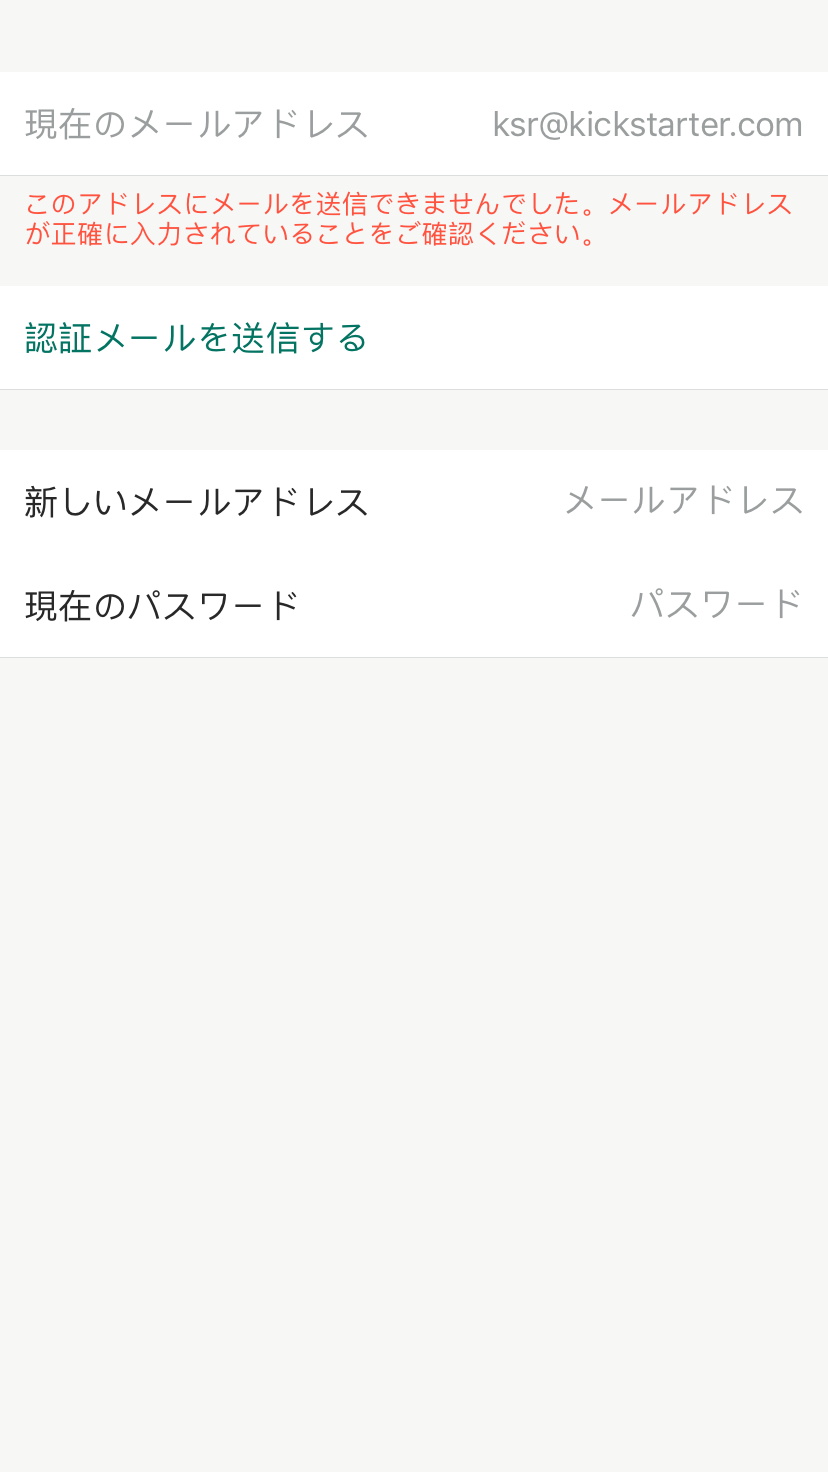 現在のメールアドレス ksr@kickstarter.com
このアドレスにメールを送信できませんでした。メールアドレス
が正確に入力されていることをご確認ください。
認証メールを送信する
新しいメールアドレス メールアドレス
現在のパスワード パスワード